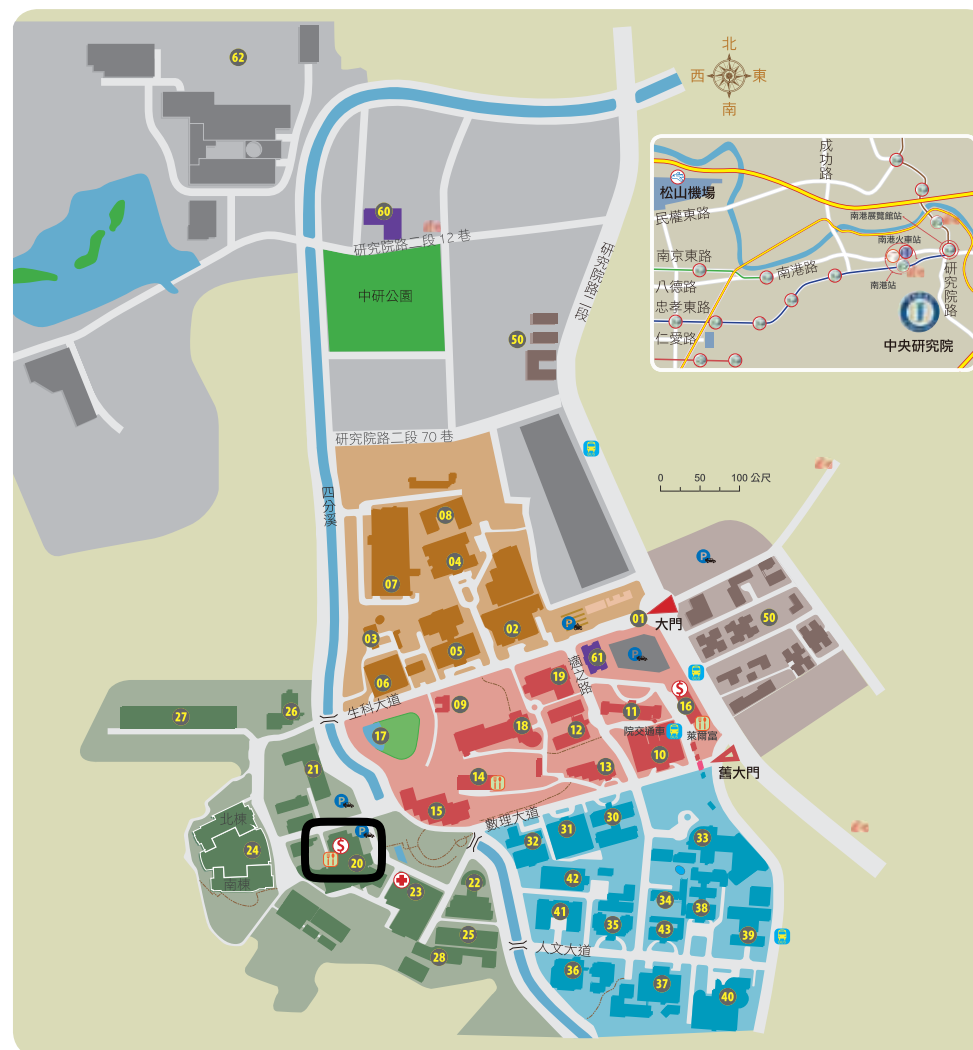 62
北
西
東
南
成功路
松山機場
民權東路
南港展覽館站
南港火車站
南京東路
南港路
八德路
南港站
忠孝東路
仁愛路
研究院路
中央研究院
60
研究院路二段 12 巷
研究院路二段
中研公園
50
研究院路二段 70 巷
0 50 100 公尺
四分溪
08
04
07
P
03
02
P
01
大門
50
05
61
P
06
適之路
19
生科大道
09
$
16
11
26
27
18
12
院交通車
萊爾富
17
10
舊大門
21
13
14
P
15
數理大道
北棟
P
$
20
24
南棟
23
22
25
28
30
31
32
33
42
34
38
41
35
43
39
人文大道
36
37
40